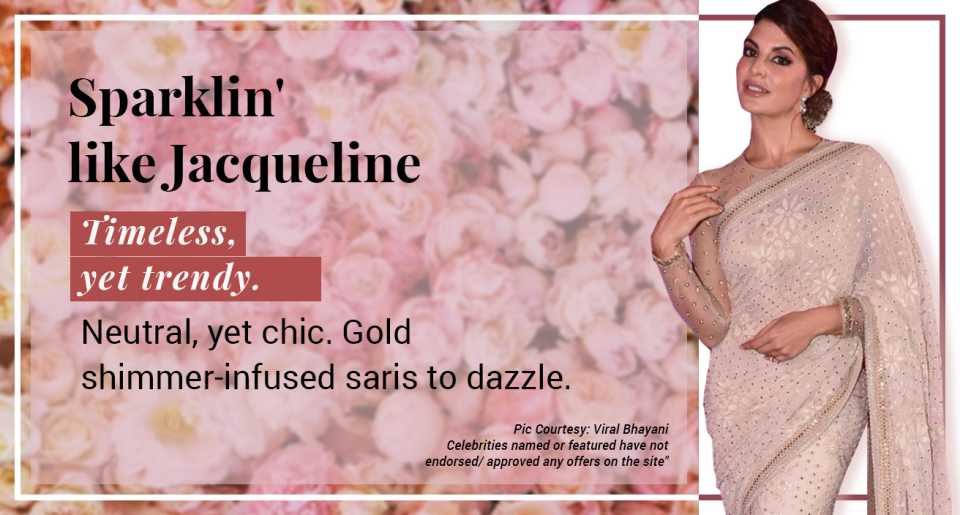 Sparklin'
like Jacqueline
Timeless,
yet trendy.
Neutral, yet chic. Gold
shimmer-infused saris to dazzle.
Pic Courtesy: Viral Bhayani
Celebrities named or featured have not
endorsed/ approved any offers on the site"